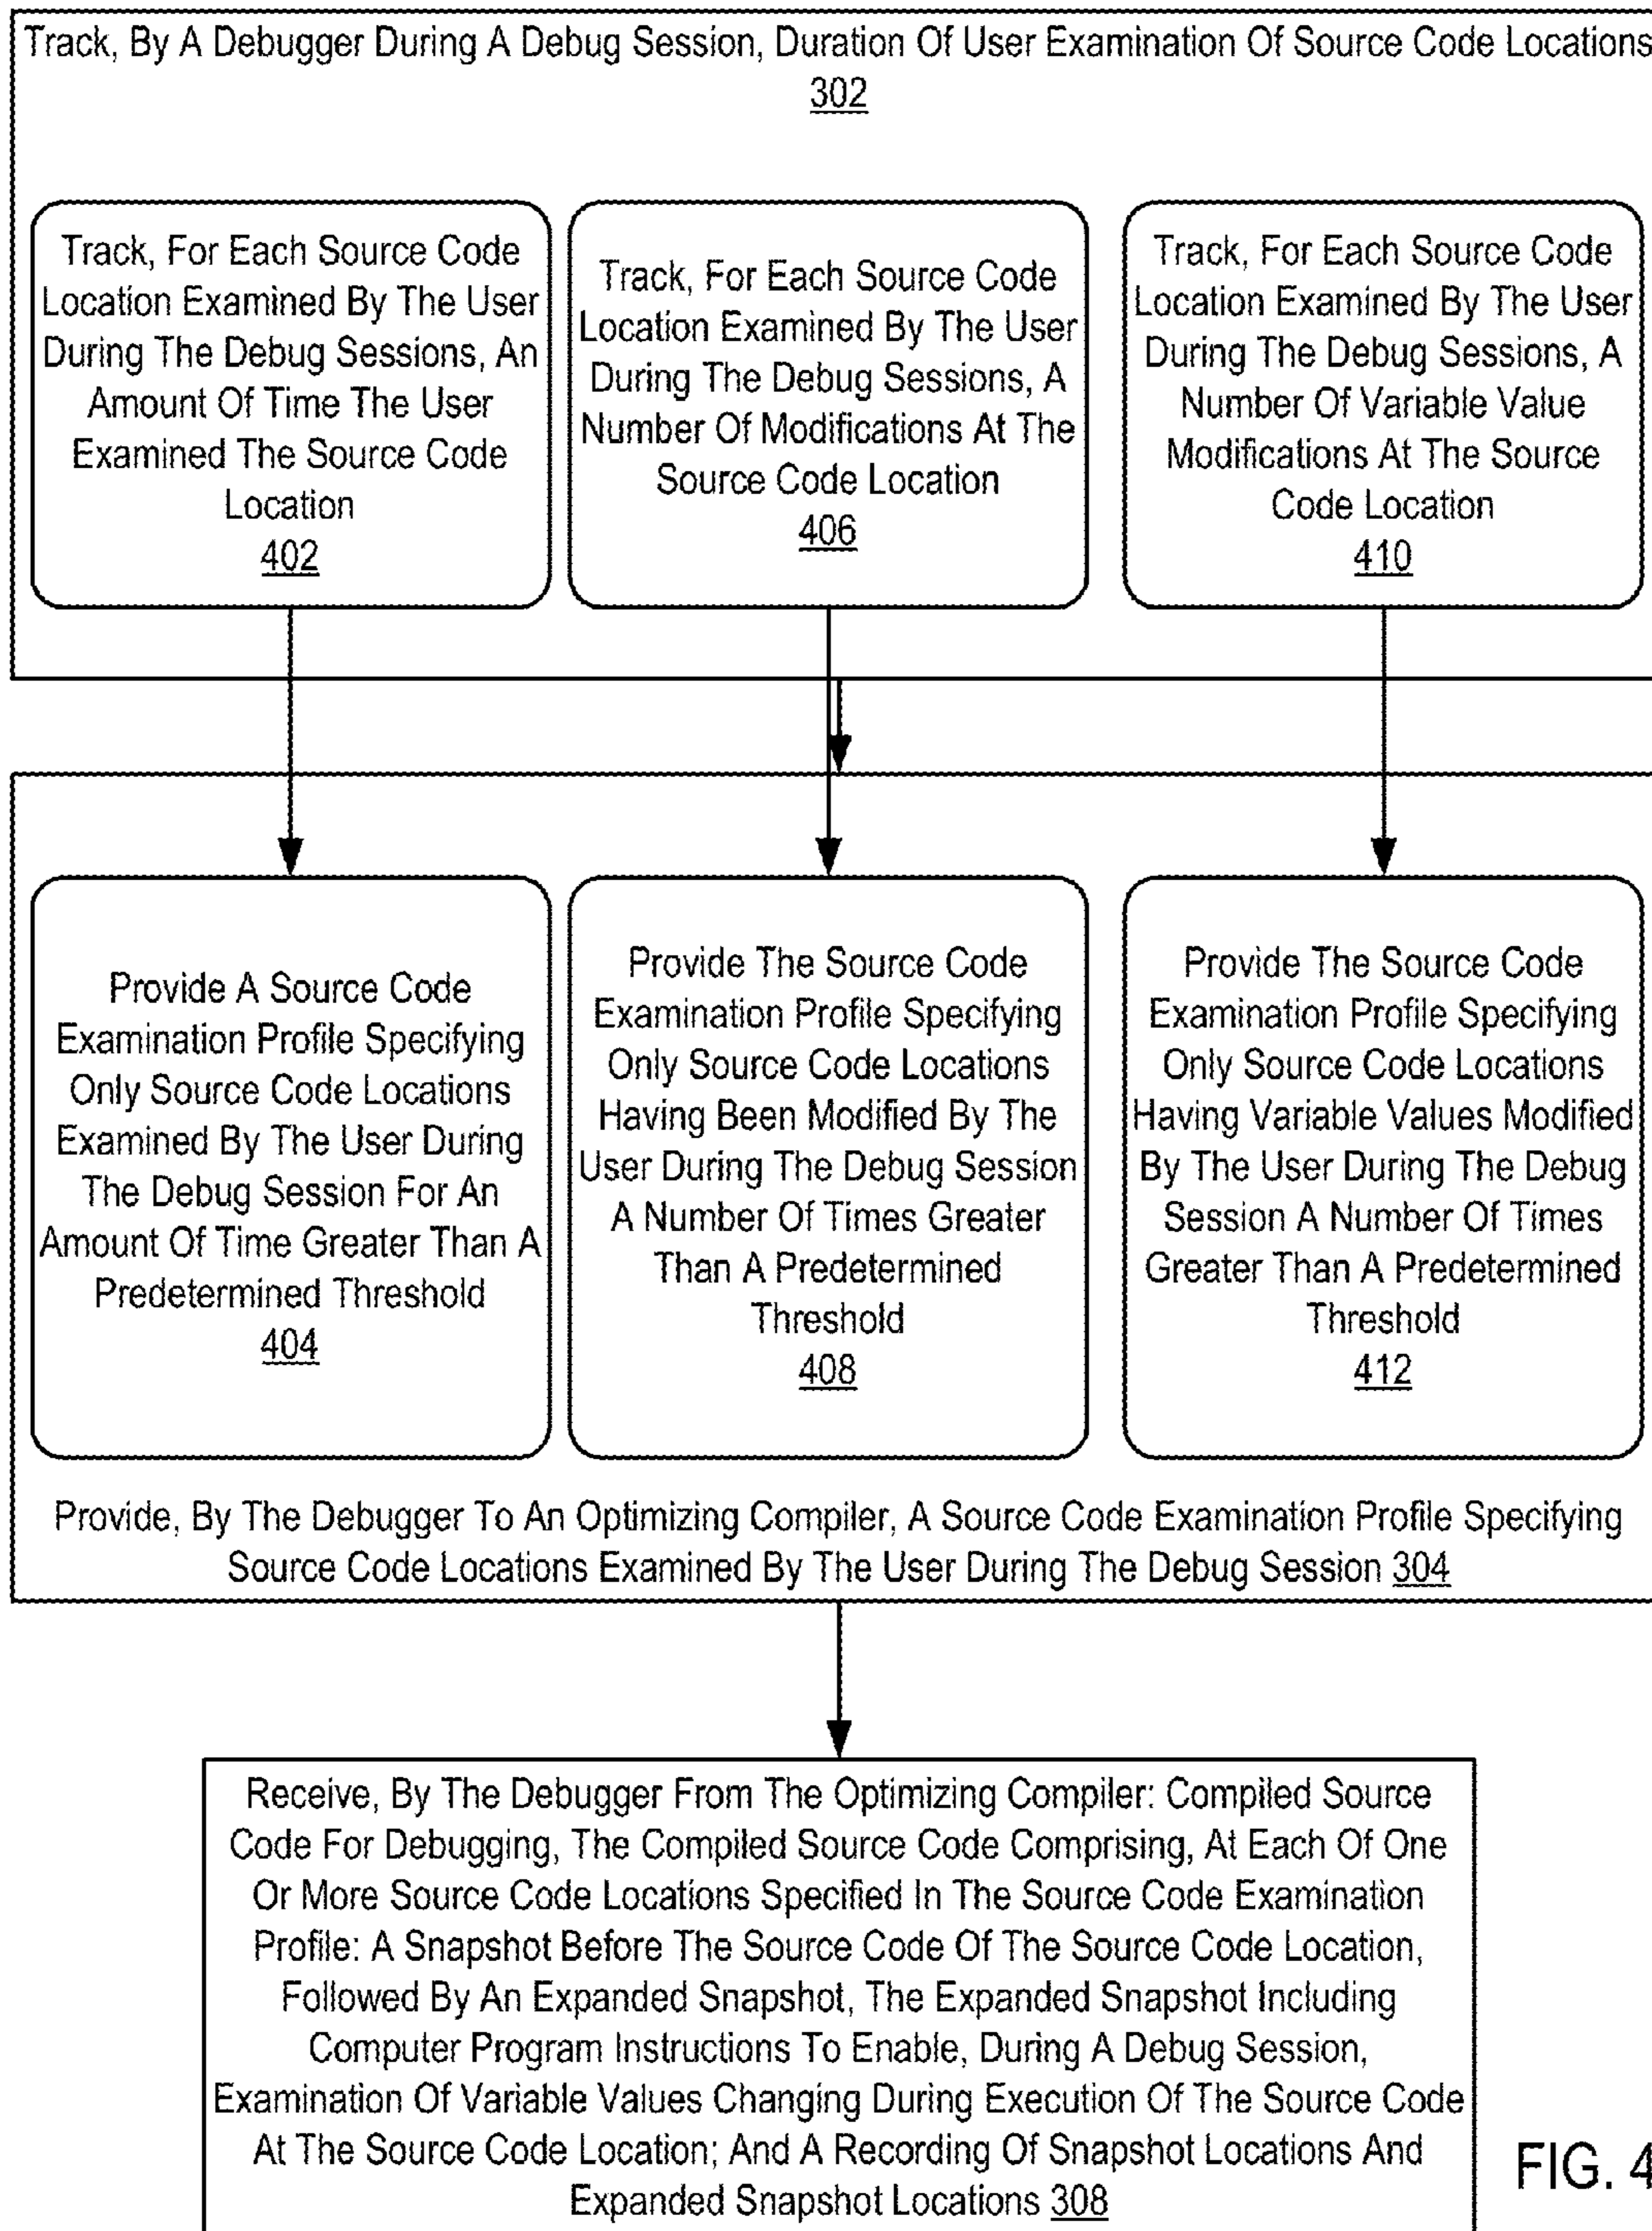 Track, By A Debugger During A Debug Session, Duration Of User Examination Of Source Code Locations
302
Track, For Each Source Code
Location Examined By The User
During The Debug Sessions, An
Amount Of Time The User
Examined The Source Code
Location
402
Track, For Each Source Code
Location Examined By The User
During The Debug Sessions, A
Number Of Modifications At The
Source Code Location
406
Track, For Each Source Code
Location Examined By The User
During The Debug Sessions, A
Number Of Variable Value
Modifications At The Source
Code Location
410
Provide A Source Code
Examination Profile Specifying
Only Source Code Locations
Examined By The User During
The Debug Session For An
Amount Of Time Greater Than A
Predetermined Threshold
404
Provide The Source Code
Examination Profile Specifying
Only Source Code Locations
Having Been Modified By The
User During The Debug Session
A Number Of Times Greater
Than A Predetermined
Threshold
408
Provide The Source Code
Examination Profile Specifying
Only Source Code Locations
Having Variable Values Modified
By The User During The Debug
Session A Number Of Times
Greater Than A Predetermined
Threshold
412
Provide, By The Debugger To An Optimizing Compiler, A Source Code Examination Profile Specifying
Source Code Locations Examined By The User During The Debug Session 304
Receive, By The Debugger From The Optimizing Compiler: Compiled Source
Code For Debugging, The Compiled Source Code Comprising, At Each Of One
Or More Source Code Locations Specified In The Source Code Examination
Profile: A Snapshot Before The Source Code Of The Source Code Location,
Followed By An Expanded Snapshot, The Expanded Snapshot Including
Computer Program Instructions To Enable, During A Debug Session,
Examination Of Variable Values Changing During Execution Of The Source Code
At The Source Code Location; And A Recording Of Snapshot Locations And
Expanded Snapshot Locations 308
FIG. 4